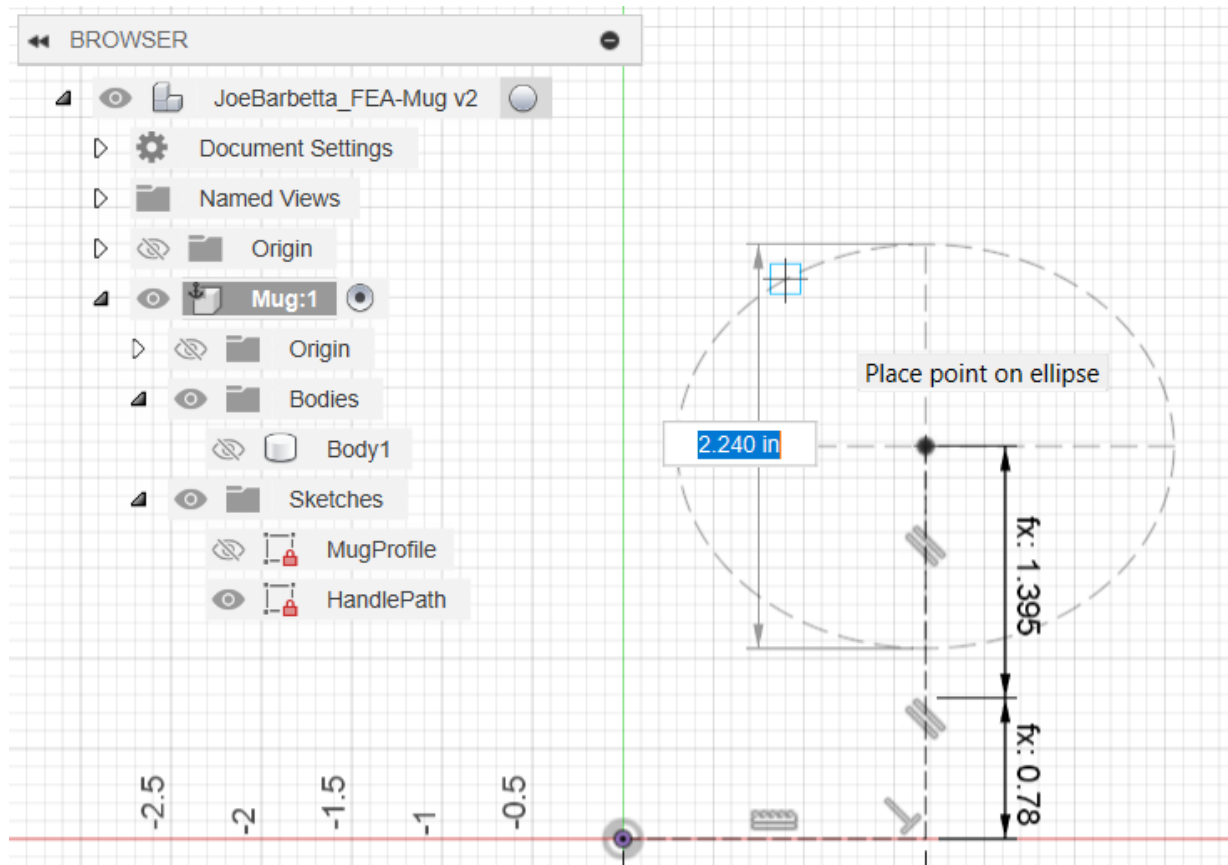 BROWSER
JoeBarbetta_FEA-Mug v2
Document Settings
Named Views
Origin
Mug:1
Origin
Bodies
Body1
Sketches
MugProfile
HandlePath
Place point on ellipse
2.240 in
fx: 1.395
fx: 0.78
-2.5
-2
-1.5
-1
-0.5